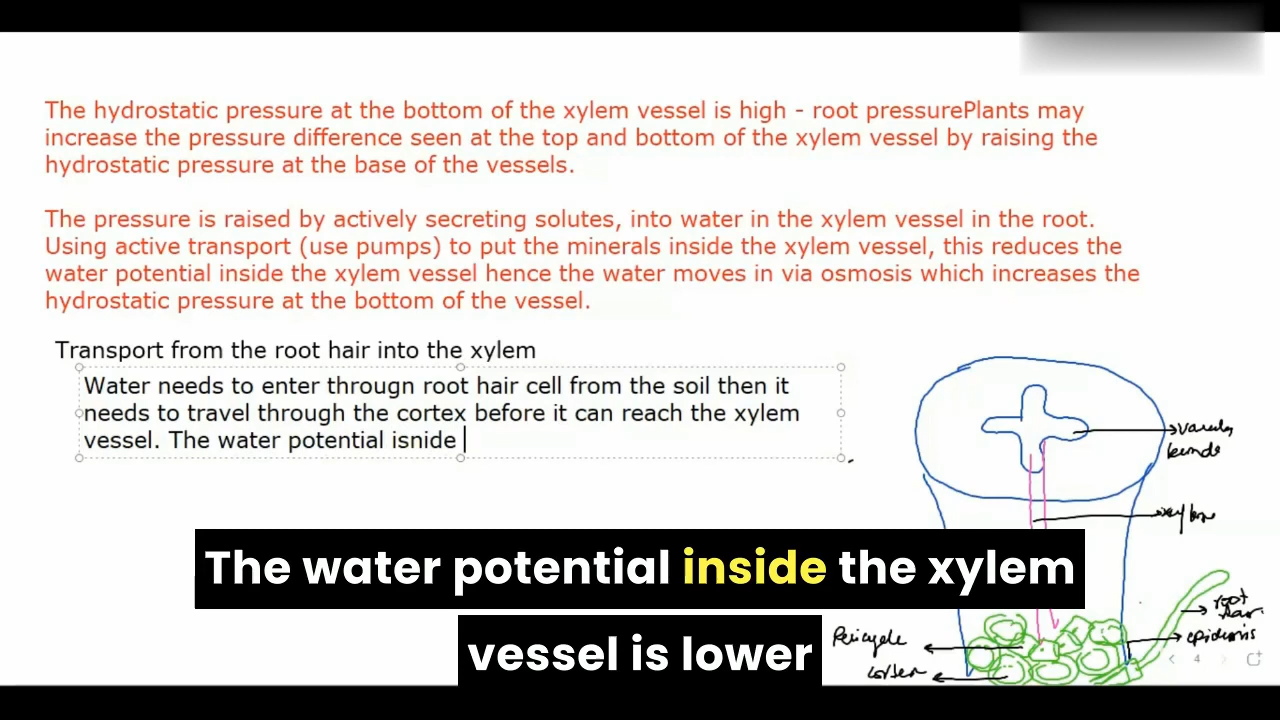 The hydrostatic pressure at the bottom of the xylem vessel is high - root pressurePlants may
increase the pressure difference seen at the top and bottom of the xylem vessel by raising the
hydrostatic pressure at the base of the vessels.
The pressure is raised by actively secreting solutes, into water in the xylem vessel in the root.
Using active transport (use pumps) to put the minerals inside the xylem vessel, this reduces the
water potential inside the xylem vessel hence the water moves in via osmosis which increases the
hydrostatic pressure at the bottom of the vessel.
Transport from the root hair into the xylem
Water needs to enter througn root hair cell from the soil then it
needs to travel through the cortex before it can reach the xylem
vessel. The water potential isnide
The water potential inside the xylem
vessel is lower
root
hair
Pericycle
epidemis
4